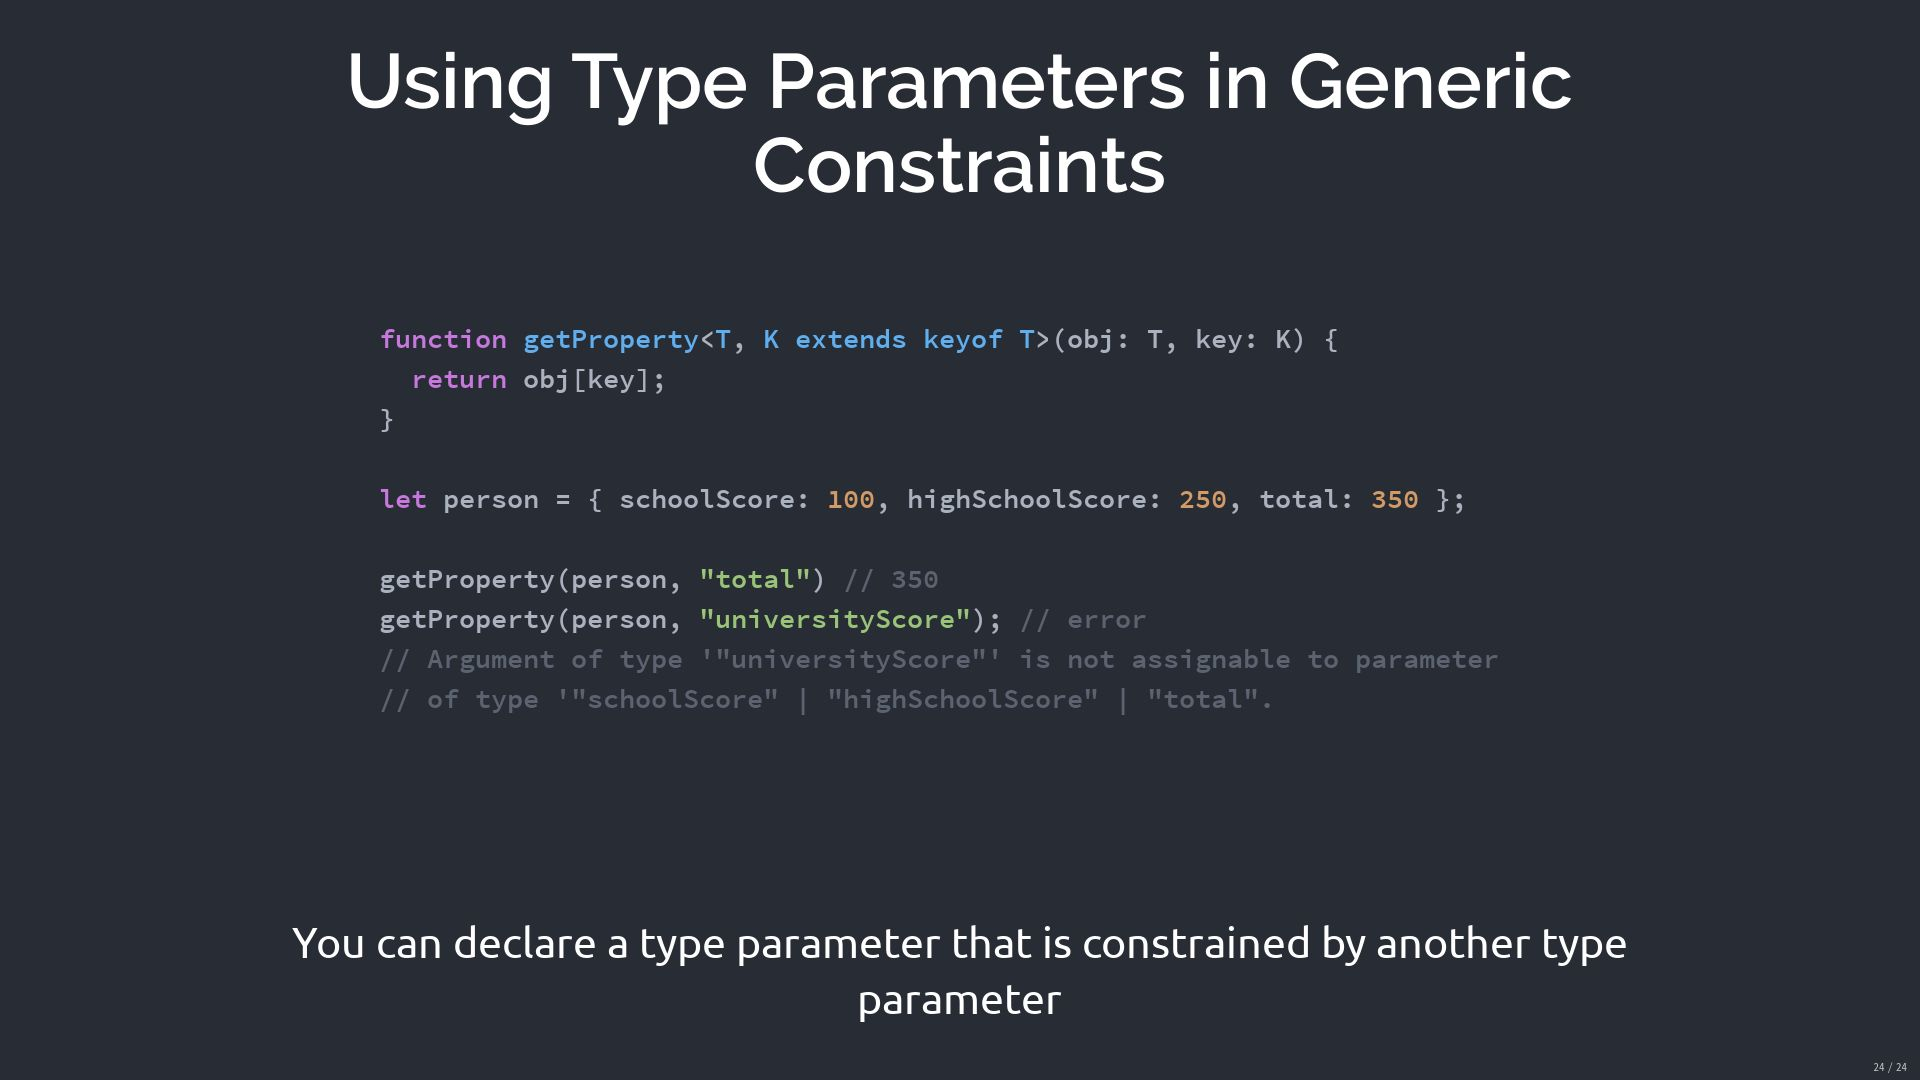 Using Type Parameters in Generic
Constraints
function getProperty<T, K extends keyof T>(obj: T, key: K) {
  return obj[key];
}
let person = { schoolScore: 100, highSchoolScore: 250, total: 350 };
getProperty(person, "total") // 350
getProperty(person, "universityScore"); // error
// Argument of type '"universityScore"' is not assignable to parameter
// of type '"schoolScore" | "highSchoolScore" | "total".
You can declare a type parameter that is constrained by another type
parameter
24 / 24